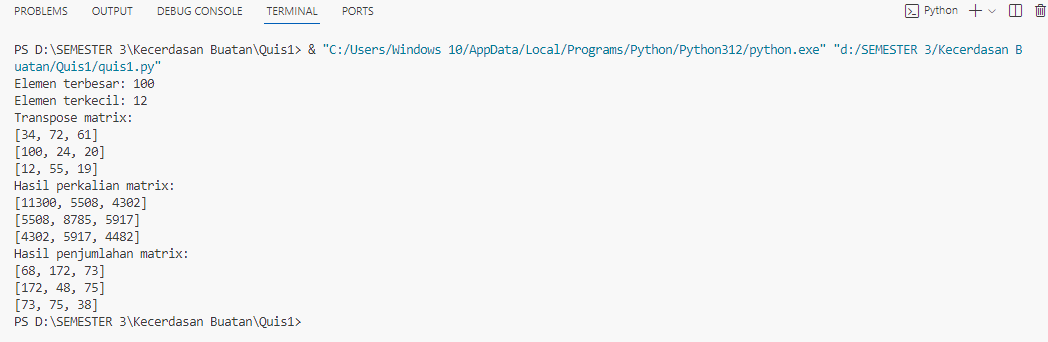 PROBLEMS OUTPUT DEBUG CONSOLE TERMINAL PORTS Python
PS D:\SEMESTER 3\Kecerdasan Buatan\Quis1> & "C:/Users/Windows 10/AppData/Local/Programs/Python/Python312/python.exe" "d:/SEMESTER 3/Kecerdasan B
uatan/Quis1/quis1.py"
Elemen terbesar: 100
Elemen terkecil: 12
Transpose matrix:
[34, 72, 61]
[100, 24, 20]
[12, 55, 19]
Hasil perkalian matrix:
[11300, 5508, 4302]
[5508, 8785, 5917]
[4302, 5917, 4482]
Hasil penjumlahan matrix:
[68, 172, 73]
[172, 48, 75]
[73, 75, 38]
PS D:\SEMESTER 3\Kecerdasan Buatan\Quis1>